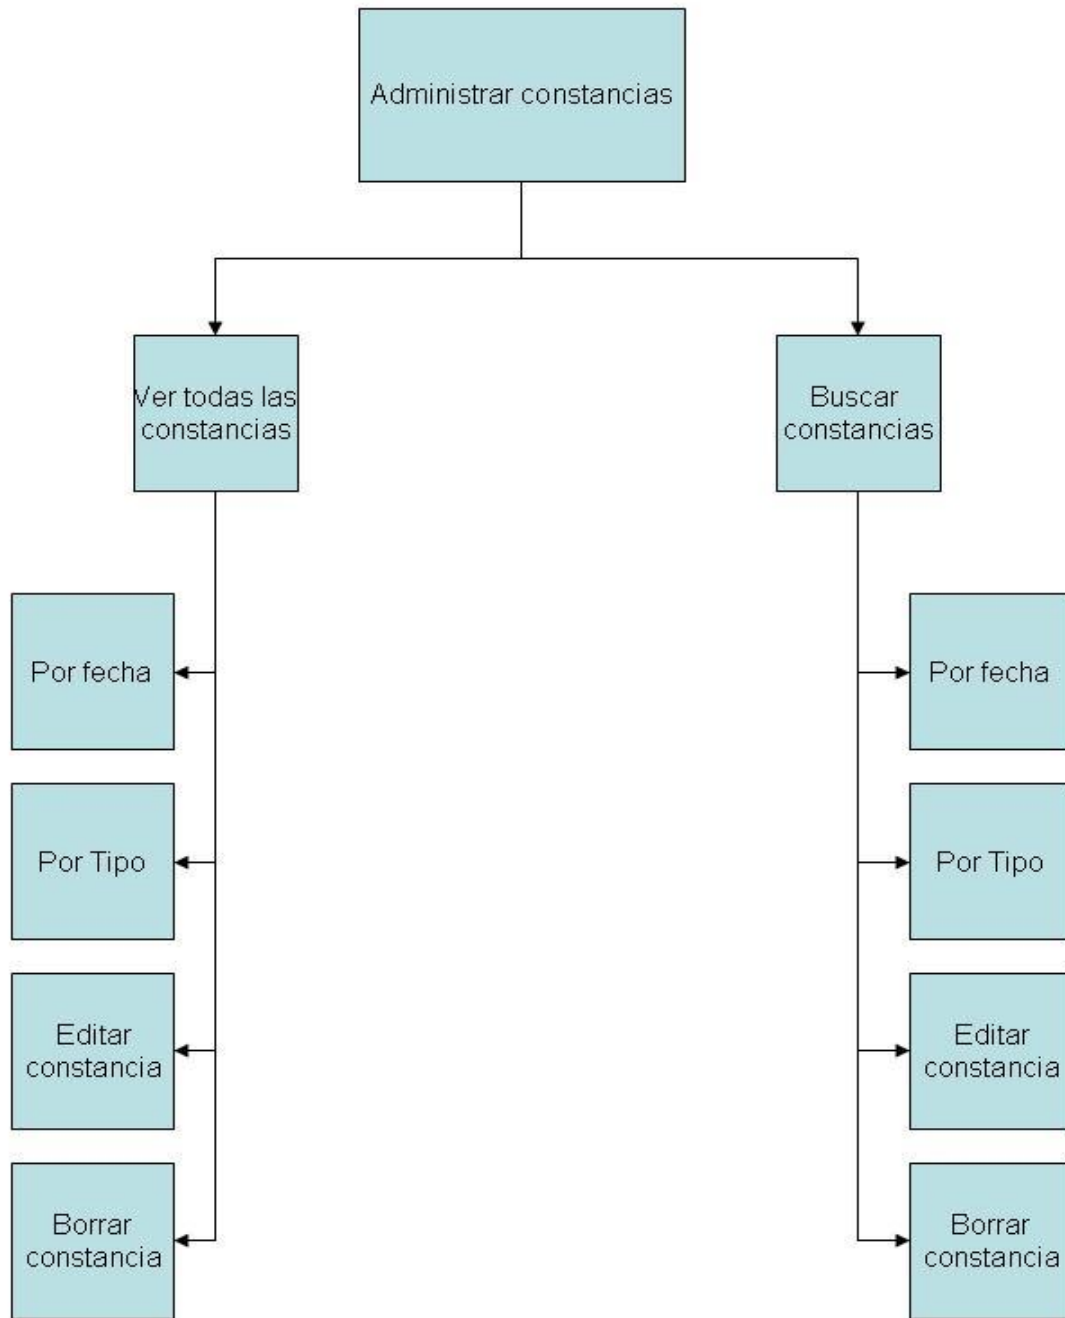 Administrar constancias
Ver todas las
constancias
Buscar
constancias
Por fecha
Por fecha
Por Tipo
Por Tipo
Editar
constancia
Editar
constancia
Borrar
constancia
Borrar
constancia